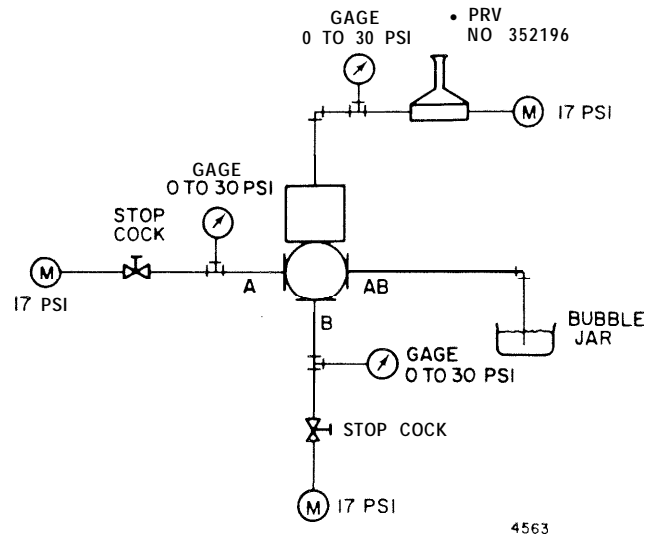 GAGE
0 TO 30 PSI
• PRV
NO 352196
M
17 PSI
GAGE
0 TO 30 PSI
STOP
COCK
M
17 PSI
A
AB
B
BUBBLE
JAR
GAGE
0 TO 30 PSI
STOP COCK
M
17 PSI
4563